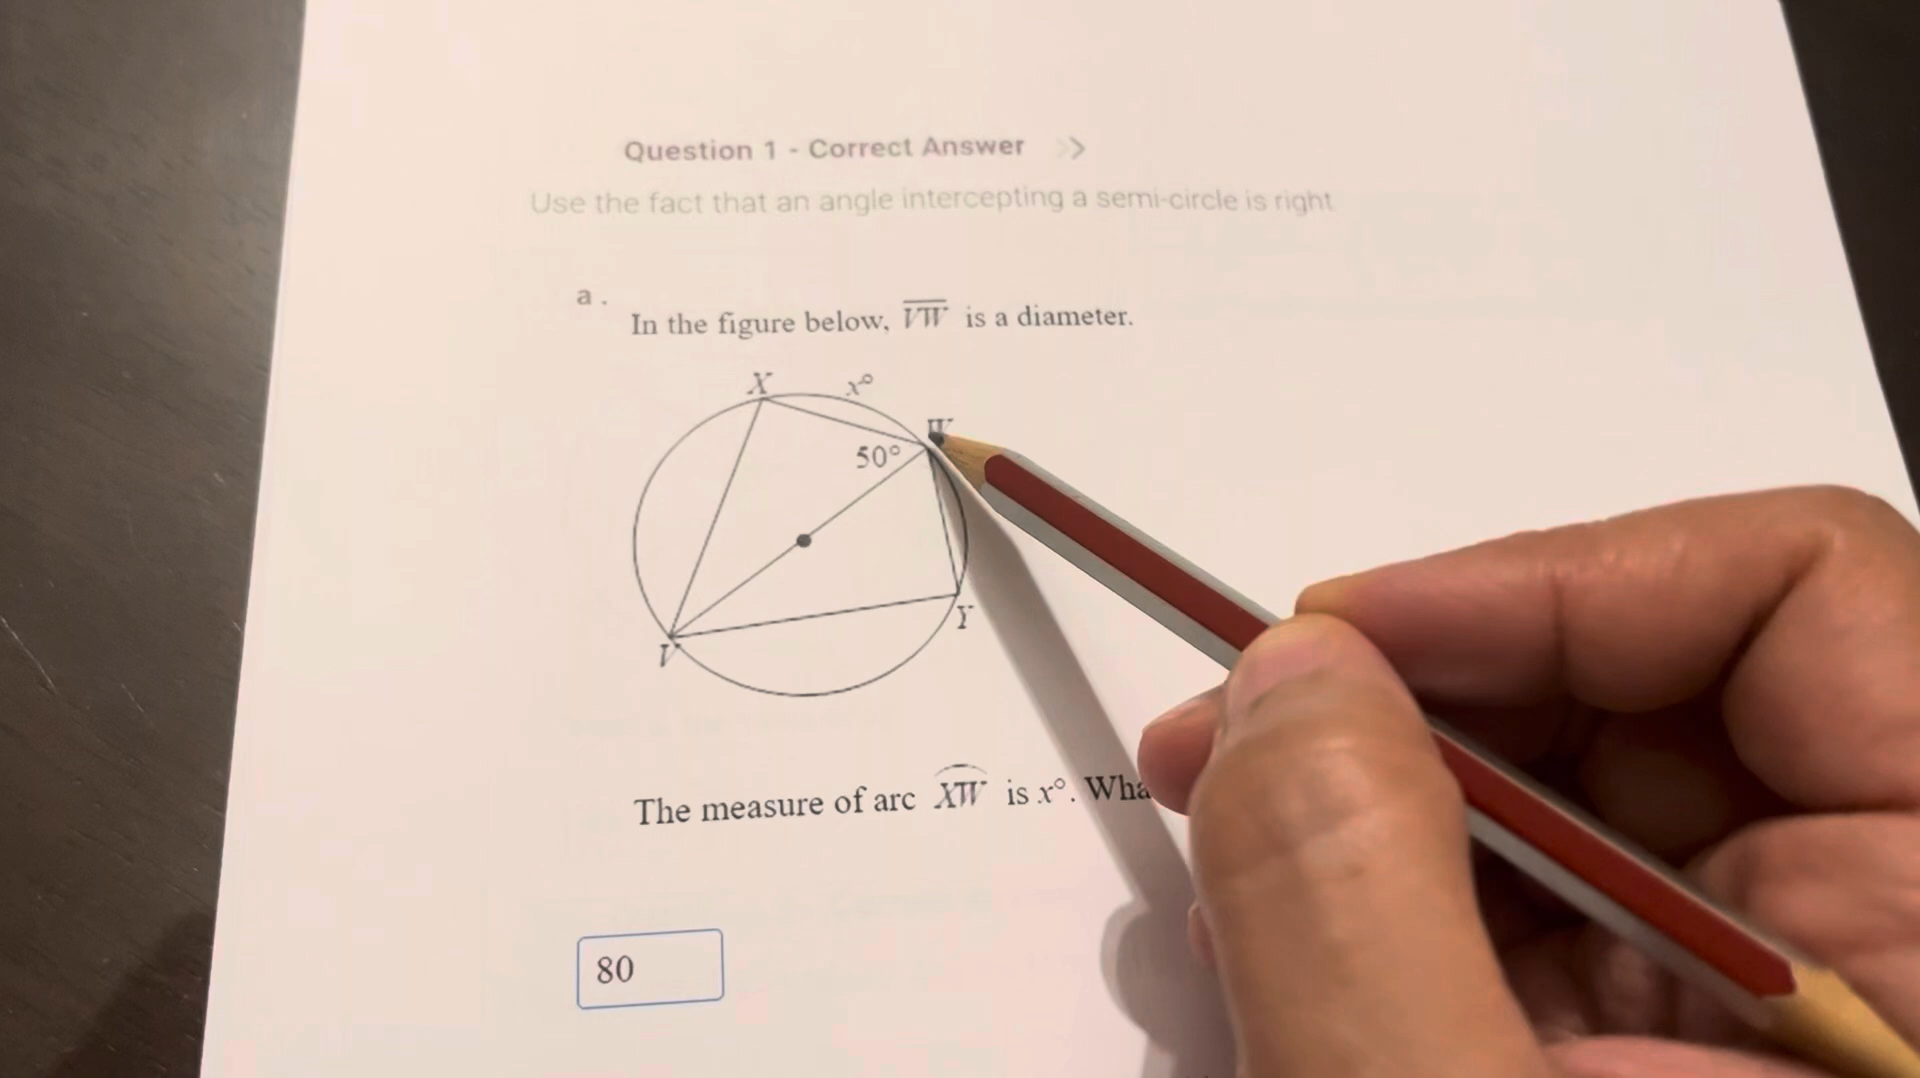 Question 1 - Correct Answer >>
Use the fact that an angle intercepting a semi-circle is right
a.
In the figure below, VW is a diameter.
X
x°
W
50°
V
Y
The measure of arc XW is x°.
80